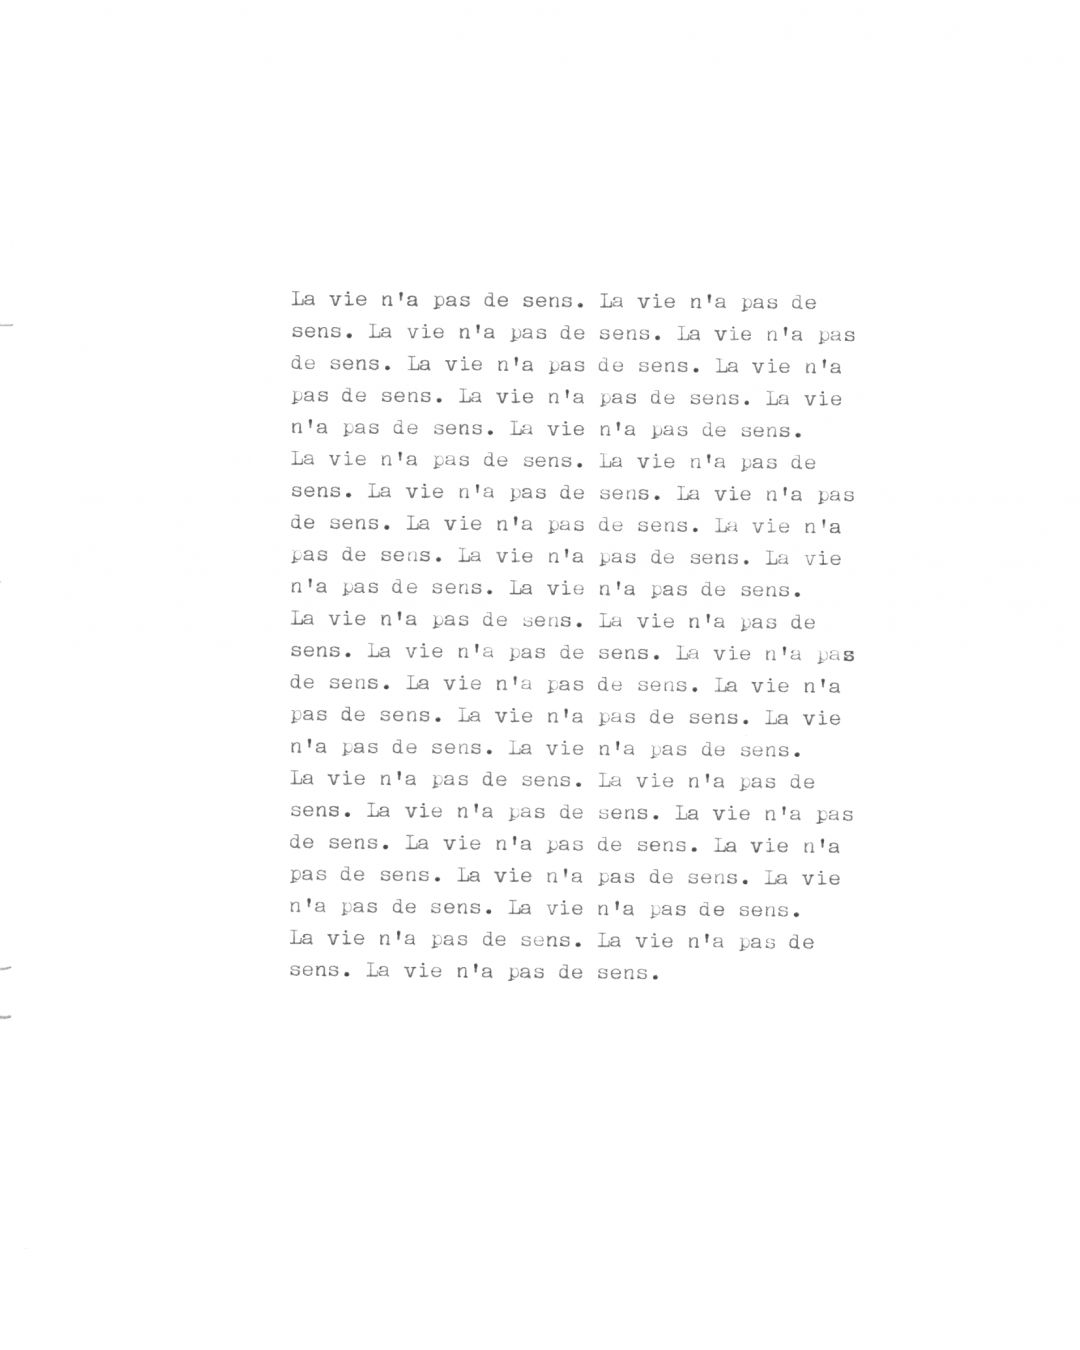 La vie n'a pas de sens. La vie n'a pas de
sens. La vie n'a pas de sens. La vie n'a pas
de sens. La vie n'a pas de sens. La vie n'a
pas de sens. La vie n'a pas de sens. La vie
n'a pas de sens. La vie n'a pas de sens.
La vie n'a pas de sens. La vie n'a pas de
sens. La vie n'a pas de sens. La vie n'a pas
de sens. La vie n'a pas de sens. La vie n'a
pas de sens. La vie n'a pas de sens. La vie
n'a pas de sens. La vie n'a pas de sens.
La vie n'a pas de sens. La vie n'a pas de
sens. La vie n'a pas de sens. La vie n'a pas
de sens. La vie n'a pas de sens. La vie n'a
pas de sens. La vie n'a pas de sens. La vie
n'a pas de sens. La vie n'a pas de sens.
La vie n'a pas de sens. La vie n'a pas de
sens. La vie n'a pas de sens. La vie n'a pas
de sens. La vie n'a pas de sens. La vie n'a
pas de sens. La vie n'a pas de sens. La vie
n'a pas de sens. La vie n'a pas de sens.
La vie n'a pas de sens. La vie n'a pas de
sens. La vie n'a pas de sens.